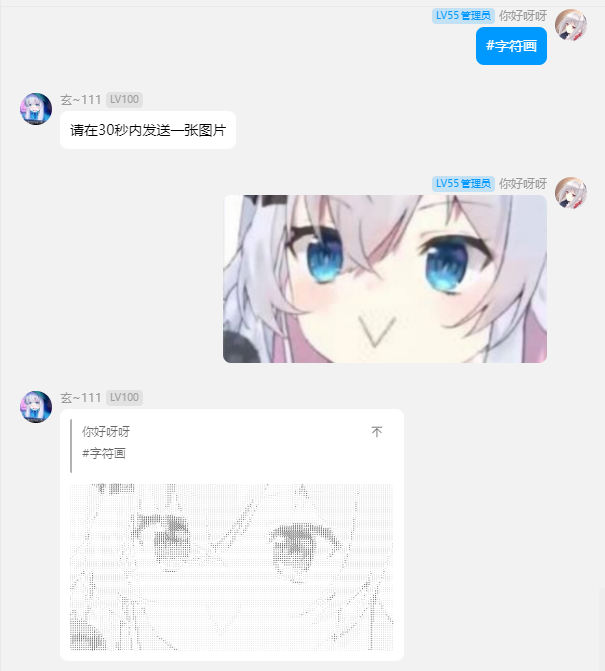 LV55 管理员 你好呀呀
#字符画
玄~111 LV100
请在30秒内发送一张图片
LV55 管理员 你好呀呀
玄~111 LV100
你好呀呀
#字符画